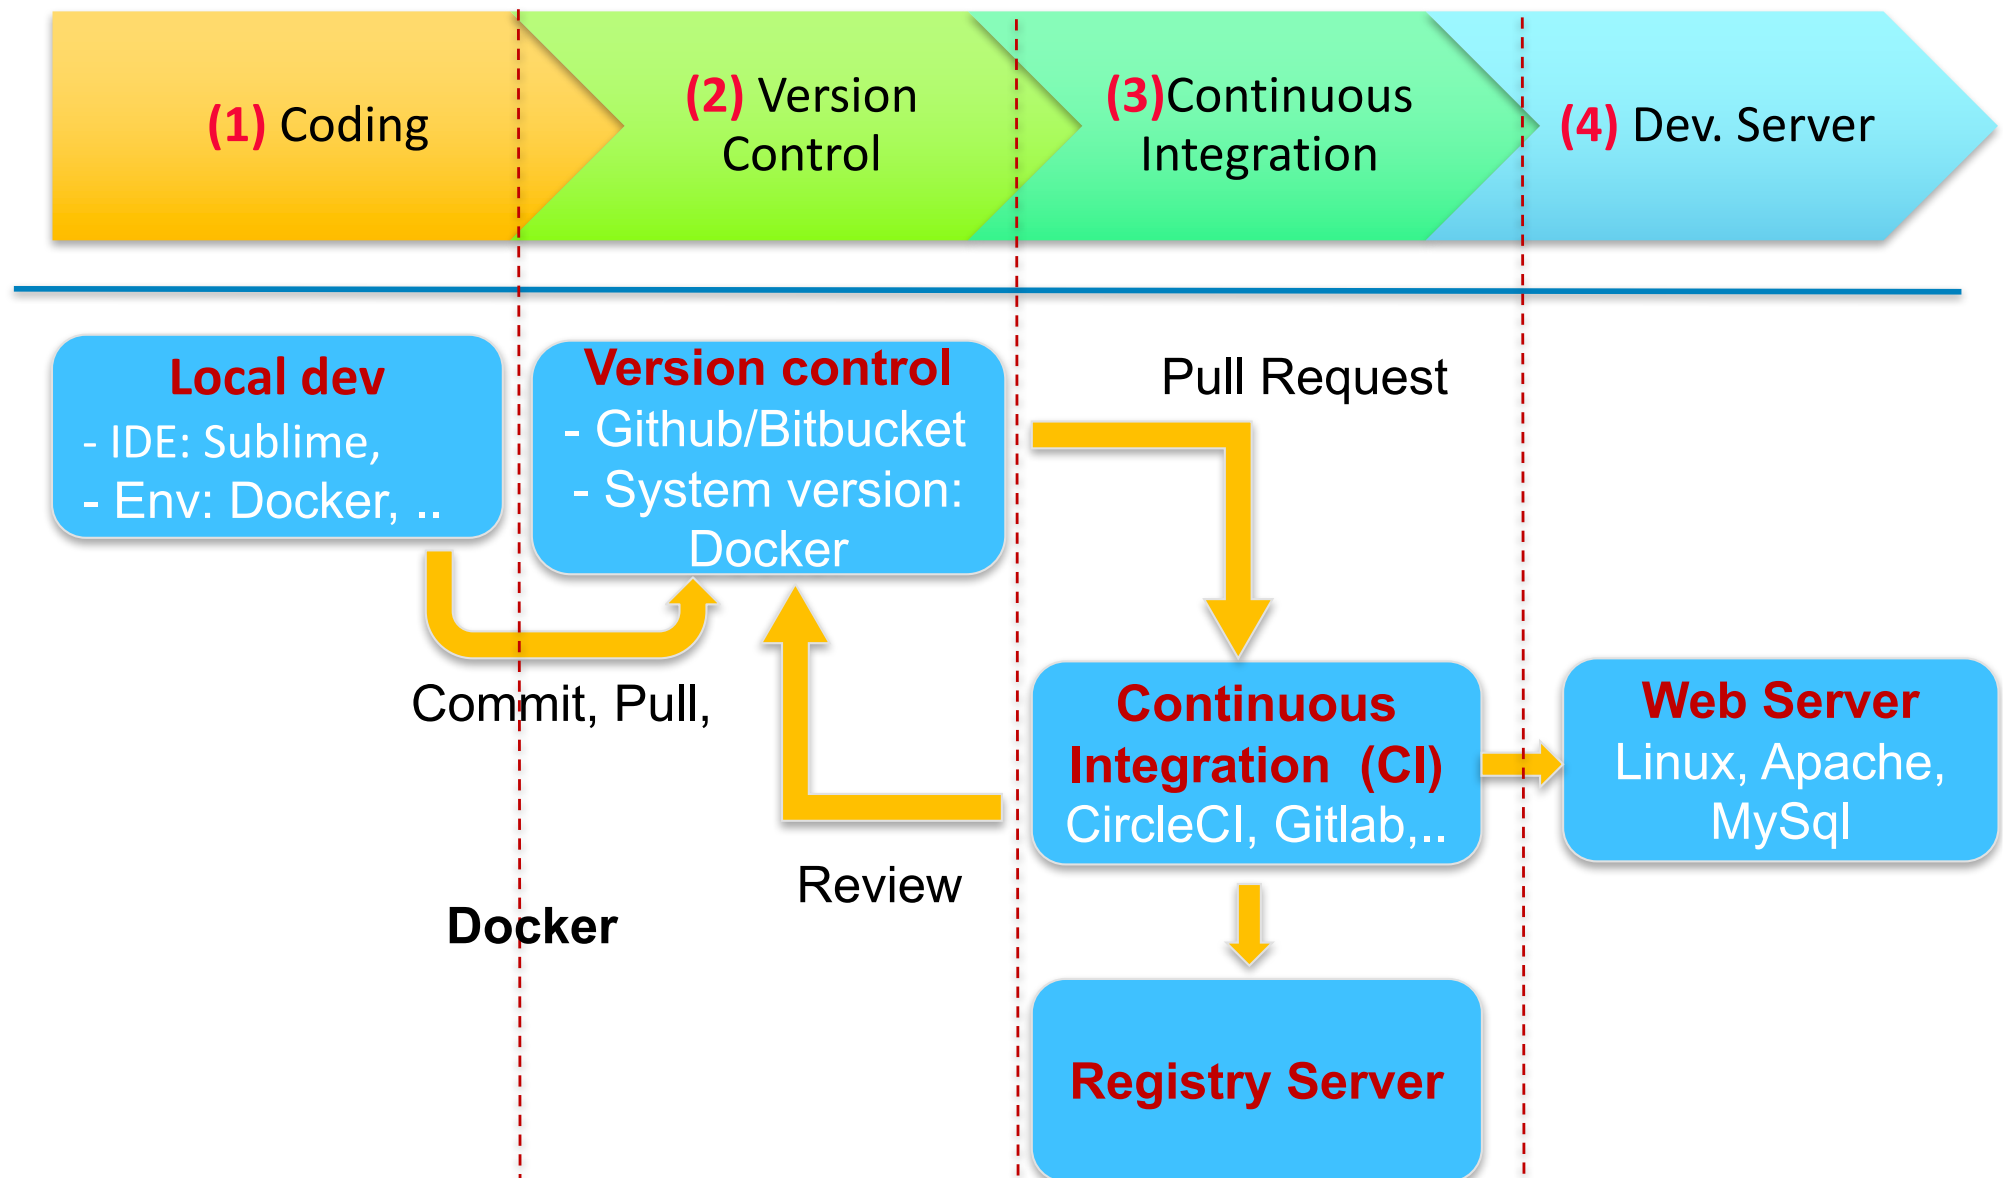 (1) Coding
(2) Version
Control
(3)Continuous
Integration
(4) Dev. Server
Local dev
- IDE: Sublime,
- Env: Docker, ..
Version control
- Github/Bitbucket
- System version:
Docker
Pull Request
Commit, Pull,
Continuous
Integration (CI)
CircleCI, Gitlab,..
Web Server
Linux, Apache,
MySql
Review
Docker
Registry Server